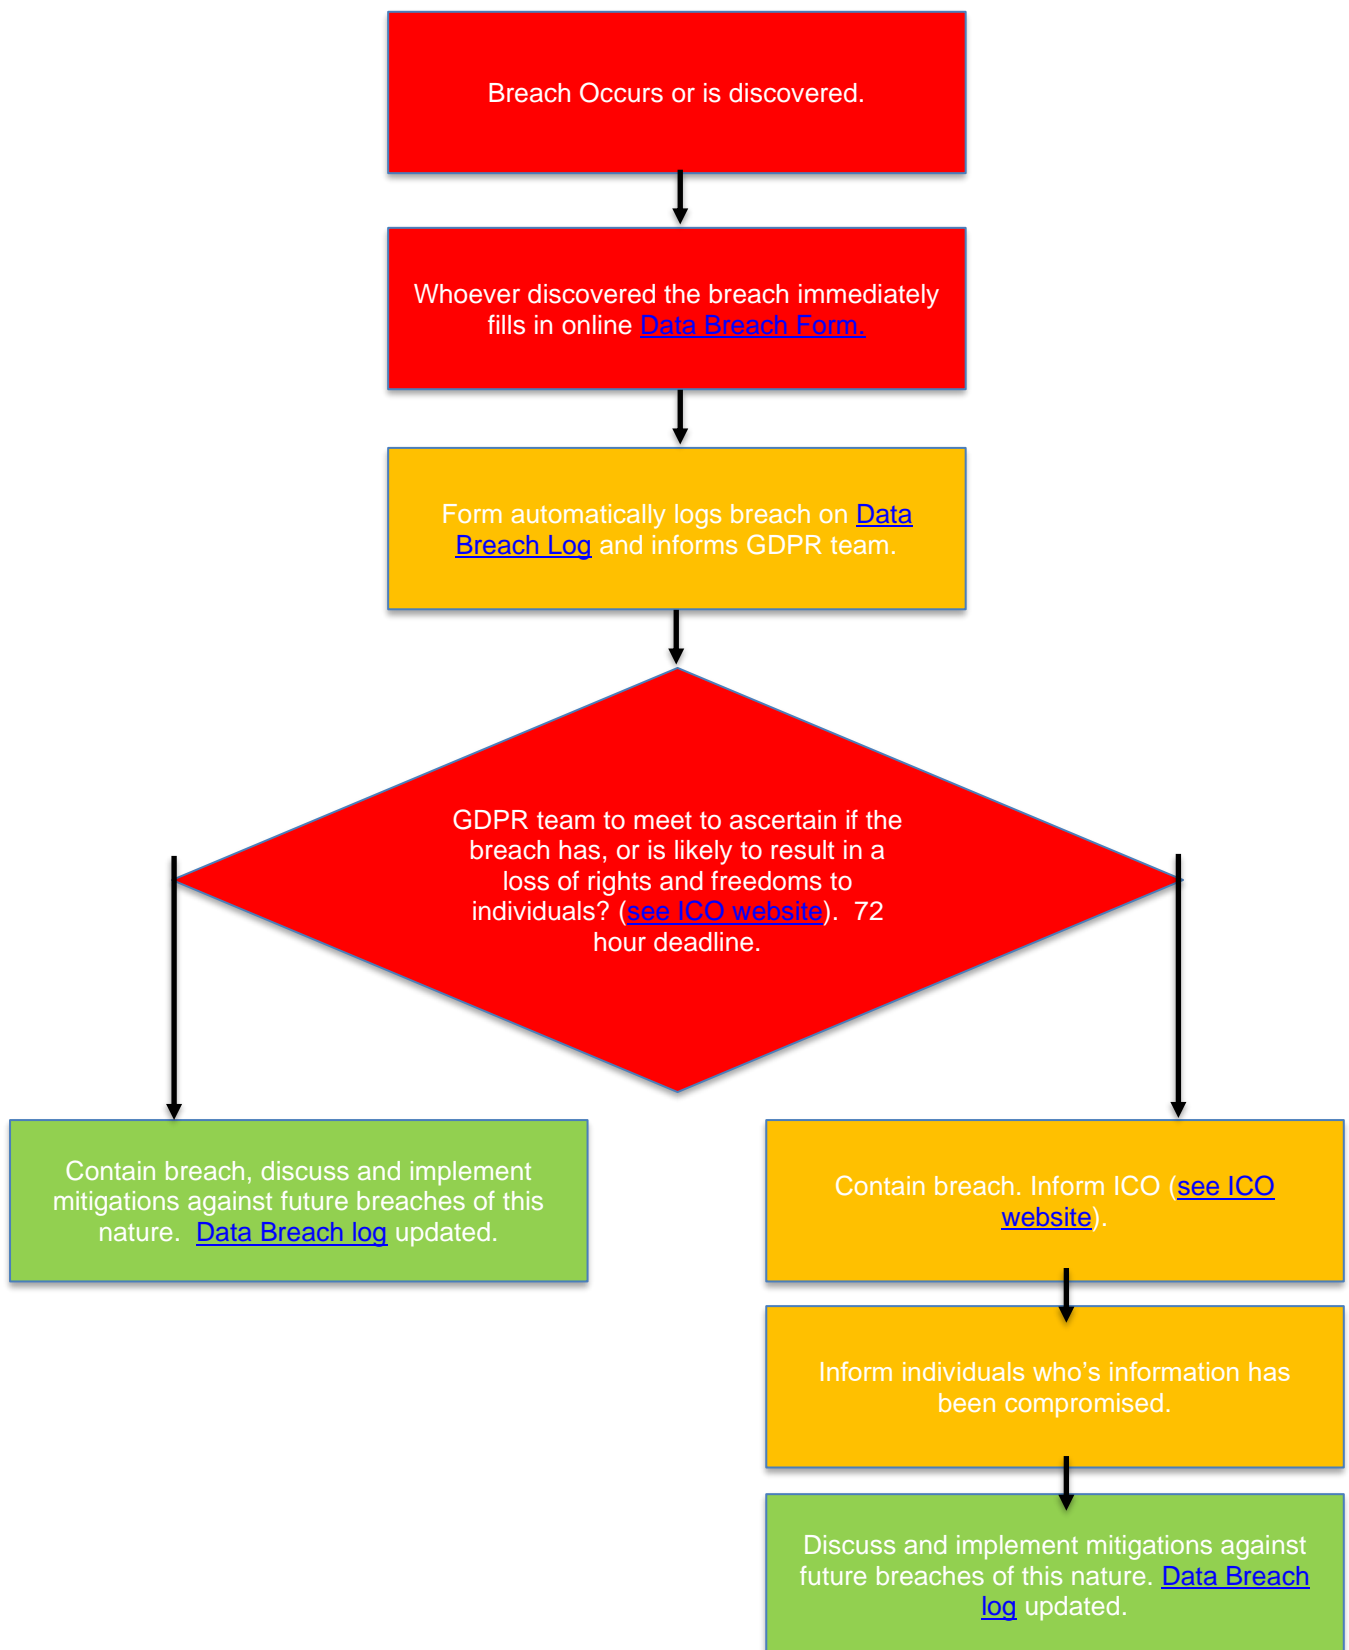 Breach Occurs or is discovered.
Whoever discovered the breach immediately
fills in online Data Breach Form.
Form automatically logs breach on Data
Breach Log and informs GDPR team.
GDPR team to meet to ascertain if the
breach has, or is likely to result in a
loss of rights and freedoms to
individuals? (see ICO website).  72
hour deadline.
Contain breach, discuss and implement
mitigations against future breaches of this
nature.  Data Breach log updated.
Contain breach. Inform ICO (see ICO
website).
Inform individuals who’s information has
been compromised.
Discuss and implement mitigations against
future breaches of this nature. Data Breach
log updated.